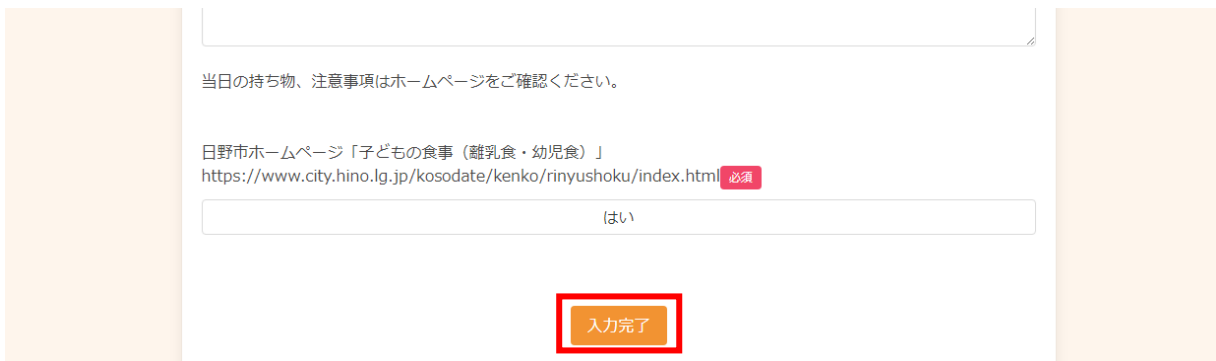 当日の持ち物、注意事項はホームページをご確認ください。
日野市ホームページ「子どもの食事（離乳食・幼児食）」
https://www.city.hino.lg.jp/kosodate/kenko/rinyushoku/index.html 必須
はい
入力完了